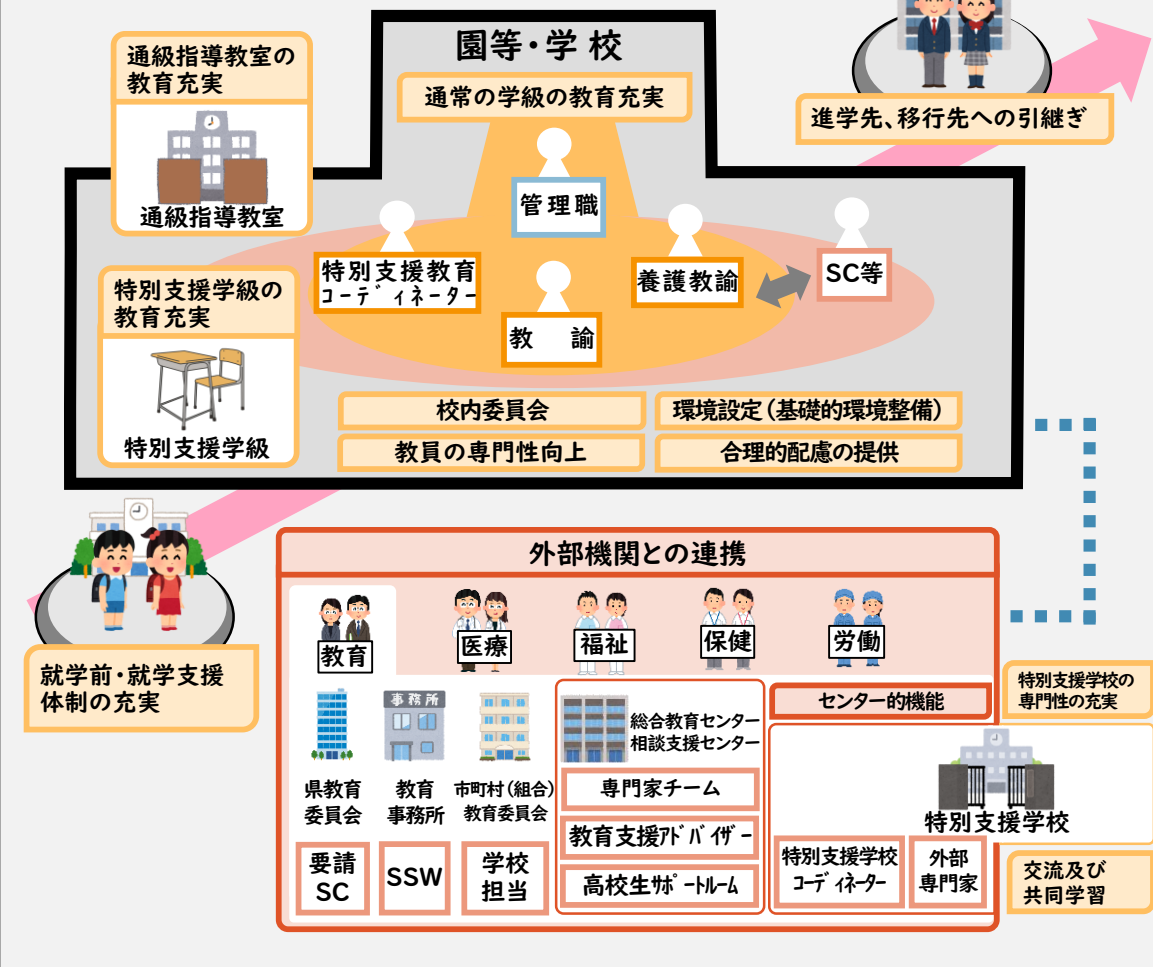 園等・学校
通級指導教室の
教育充実
通級指導教室
通常の学級の教育充実
進学先、移行先への引継ぎ
管理職
特別支援教育
コーディネーター
養護教諭
SC等
教諭
特別支援学級の
教育充実
特別支援学級
校内委員会
環境設定(基礎的環境整備)
教員の専門性向上
合理的配慮の提供
就学前・就学支援
体制の充実
外部機関との連携
教育
医療
福祉
保健
労働
県教育
委員会
事務所
教育
事務所
市町村(組合)
教育委員会
要請
SC
SSW
学校
担当
総合教育センター
相談支援センター
専門家チーム
教育支援アドバイザー
高校生サポートルーム
センター的機能
特別支援学校
特別支援学校
コーディネーター
外部
専門家
特別支援学校の
専門性の充実
交流及び
共同学習